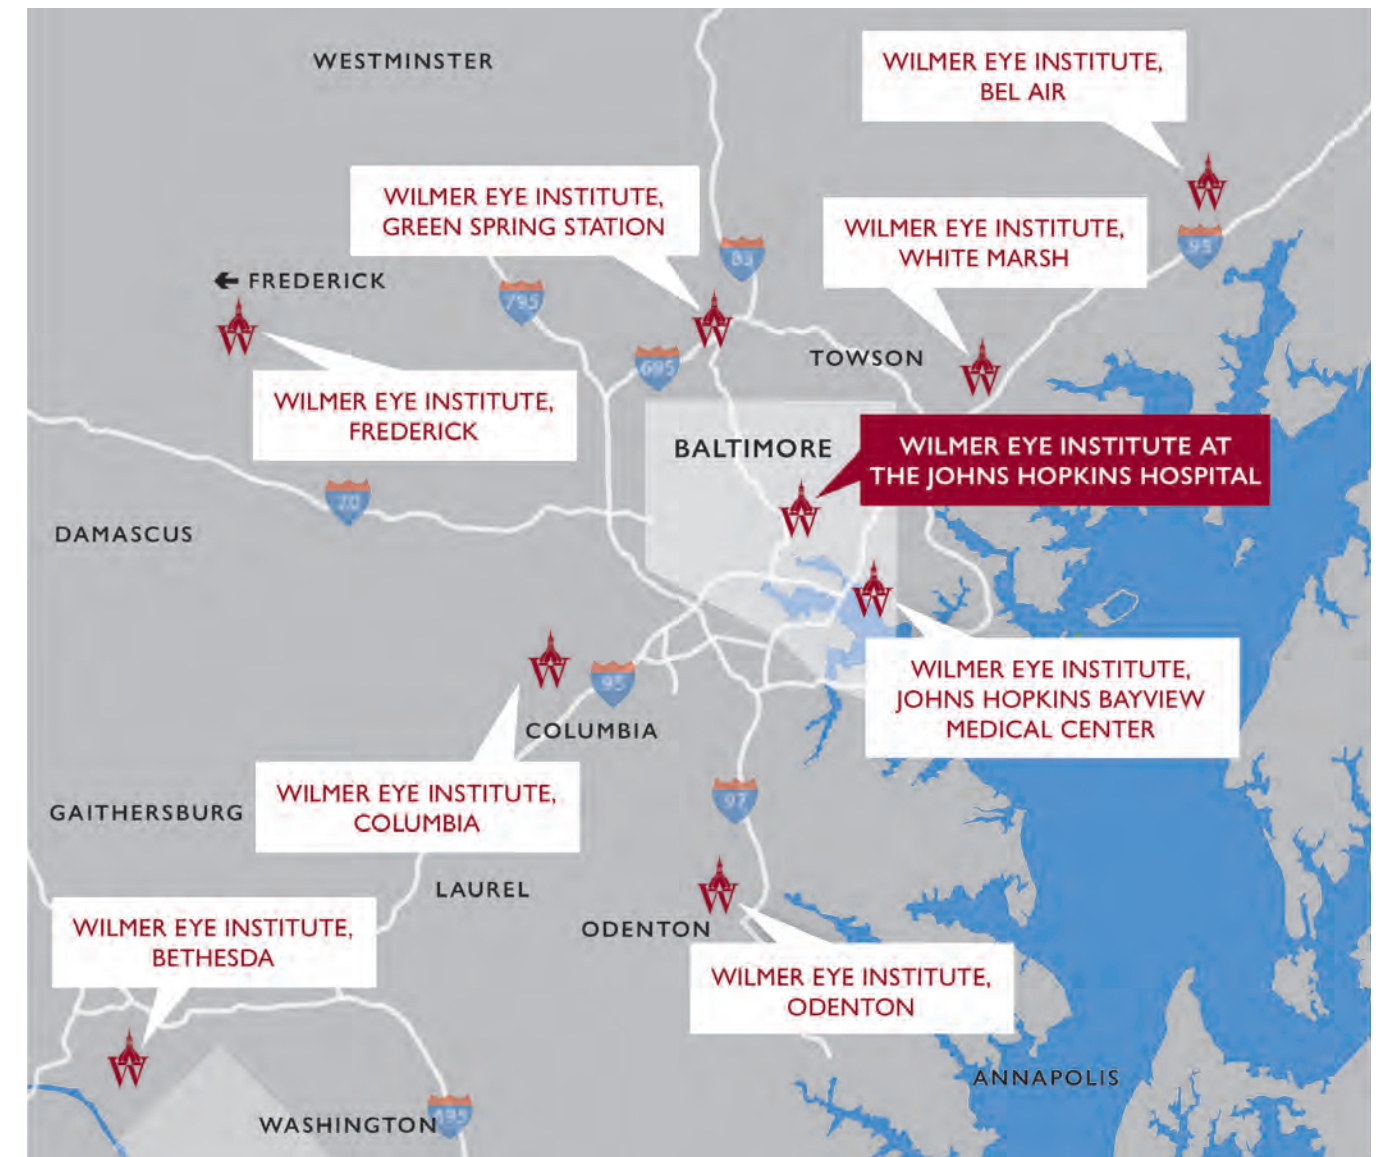 WESTMINSTER
WILMER EYE INSTITUTE,
BEL AIR
WILMER EYE INSTITUTE,
GREEN SPRING STATION
WILMER EYE INSTITUTE,
WHITE MARSH
83
95
FREDERICK
795
W
W
W
W
695
TOWSON
WILMER EYE INSTITUTE,
FREDERICK
BALTIMORE
WILMER EYE INSTITUTE AT
THE JOHNS HOPKINS HOSPITAL
70
W
DAMASCUS
W
WILMER EYE INSTITUTE,
JOHNS HOPKINS BAYVIEW
MEDICAL CENTER
W
95
COLUMBIA
WILMER EYE INSTITUTE,
COLUMBIA
97
GAITHERSBURG
LAUREL
W
ODENTON
WILMER EYE INSTITUTE,
BETHESDA
WILMER EYE INSTITUTE,
ODENTON
W
ANNAPOLIS
WASHINGTON